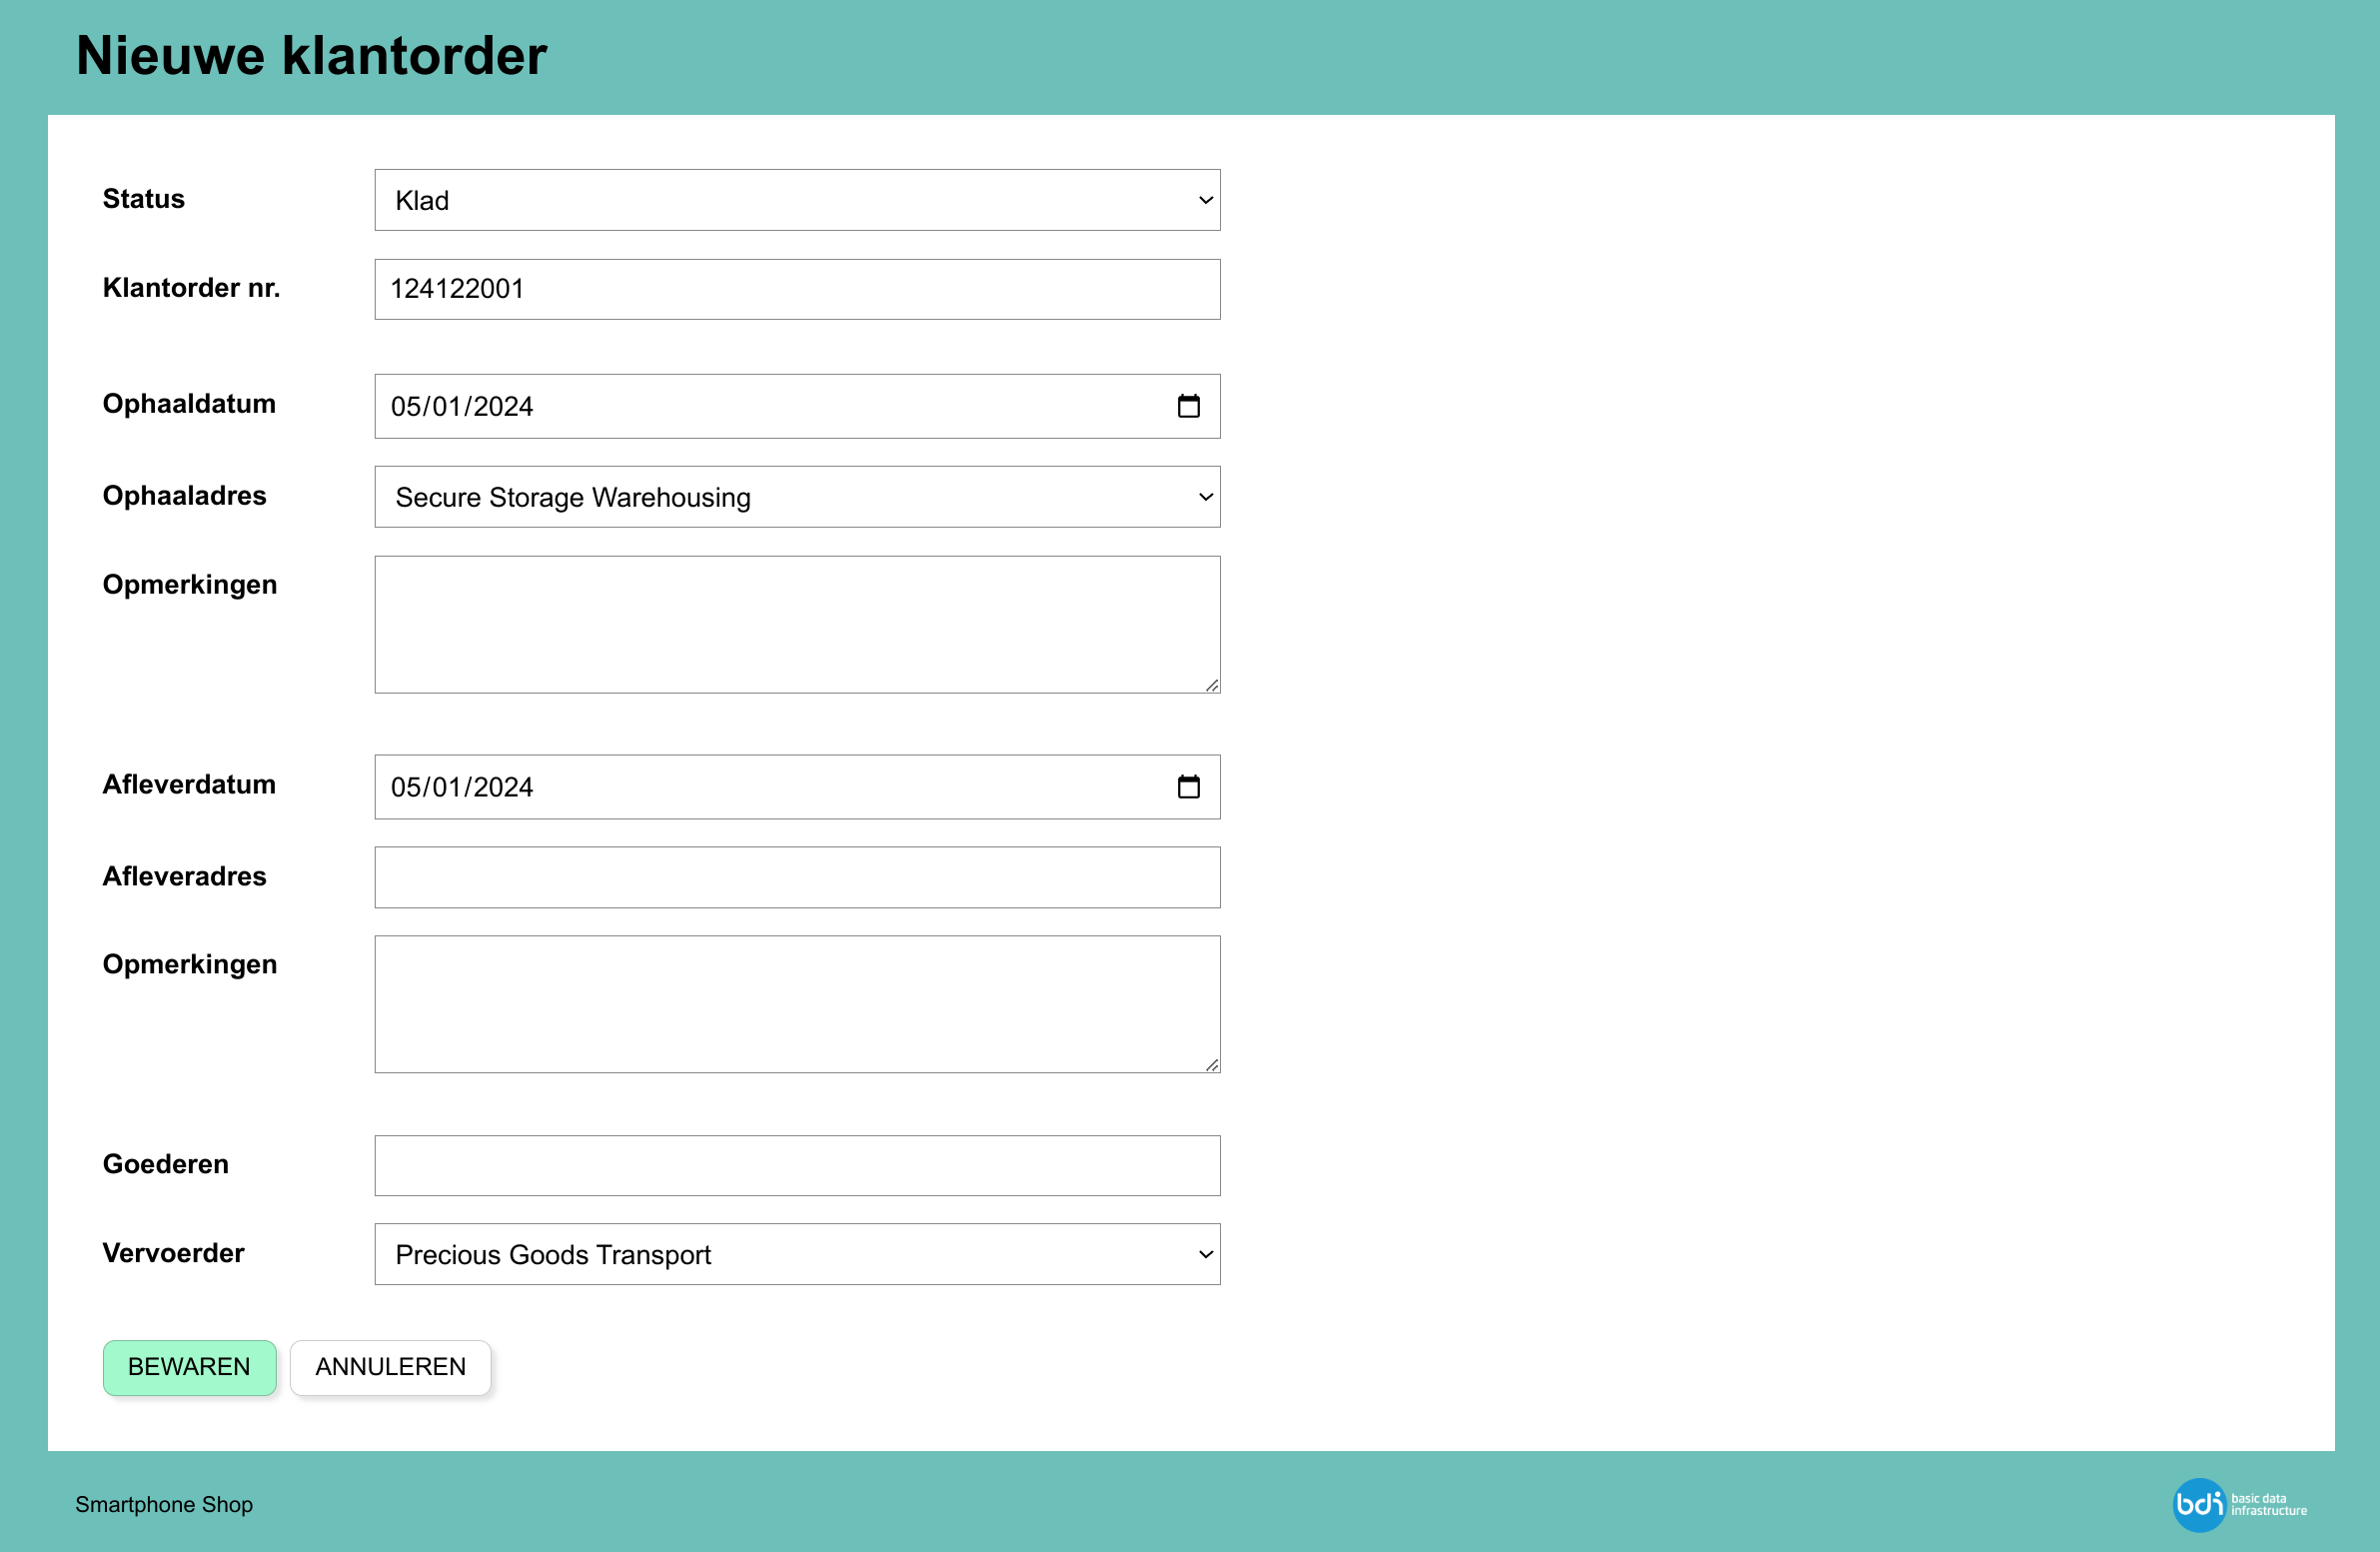 Nieuwe klantorder
Status
Klad
Klantorder nr.
124122001
Ophaaldatum
05/01/2024
Ophaaladres
Secure Storage Warehousing
Opmerkingen
Afleverdatum
05/01/2024
Afleveradres
Opmerkingen
Goederen
Vervoerder
Precious Goods Transport
BEWAREN
ANNULEREN
Smartphone Shop
bdi
basic data
infrastructure